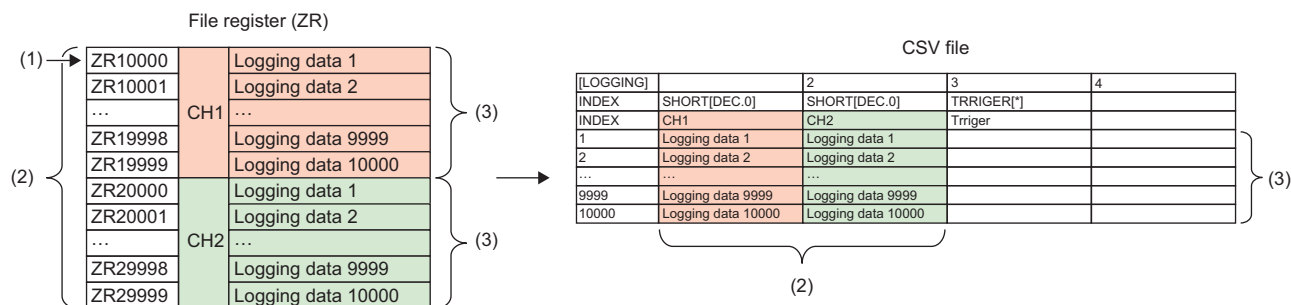 File register (ZR)
(1)
(2)
ZR10000 Logging data 1
ZR10001 Logging data 2
… CH1 …
ZR19998 Logging data 9999
ZR19999 Logging data 10000
(3)
ZR20000 Logging data 1
ZR20001 Logging data 2
… CH2 …
ZR29998 Logging data 9999
ZR29999 Logging data 10000
(3)
CSV file
[LOGGING] 2 3 4
INDEX SHORT[DEC.0] SHORT[DEC.0] TRRIGER[*]
INDEX CH1 CH2 Trriger
1 Logging data 1 Logging data 1
2 Logging data 2 Logging data 2
… … …
9999 Logging data 9999 Logging data 9999
10000 Logging data 10000 Logging data 10000
(3)
(2)